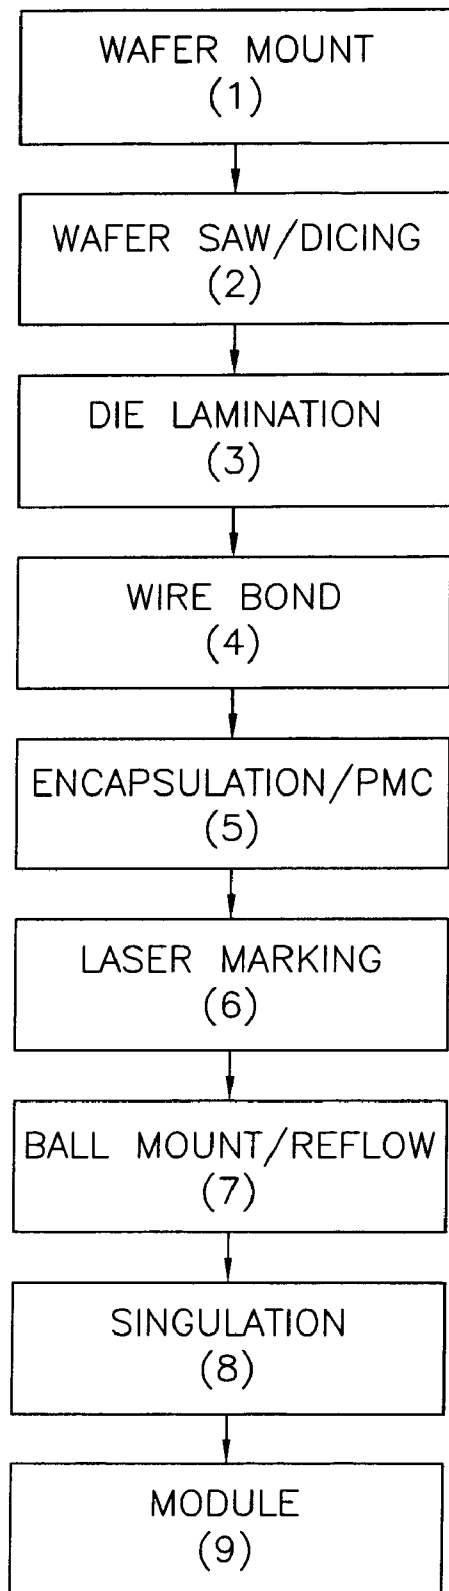 WAFER MOUNT
(1)
WAFER SAW/DICING
(2)
DIE LAMINATION
(3)
WIRE BOND
(4)
ENCAPSULATION/PMC
(5)
LASER MARKING
(6)
BALL MOUNT/REFLOW
(7)
SINGULATION
(8)
MODULE
(9)